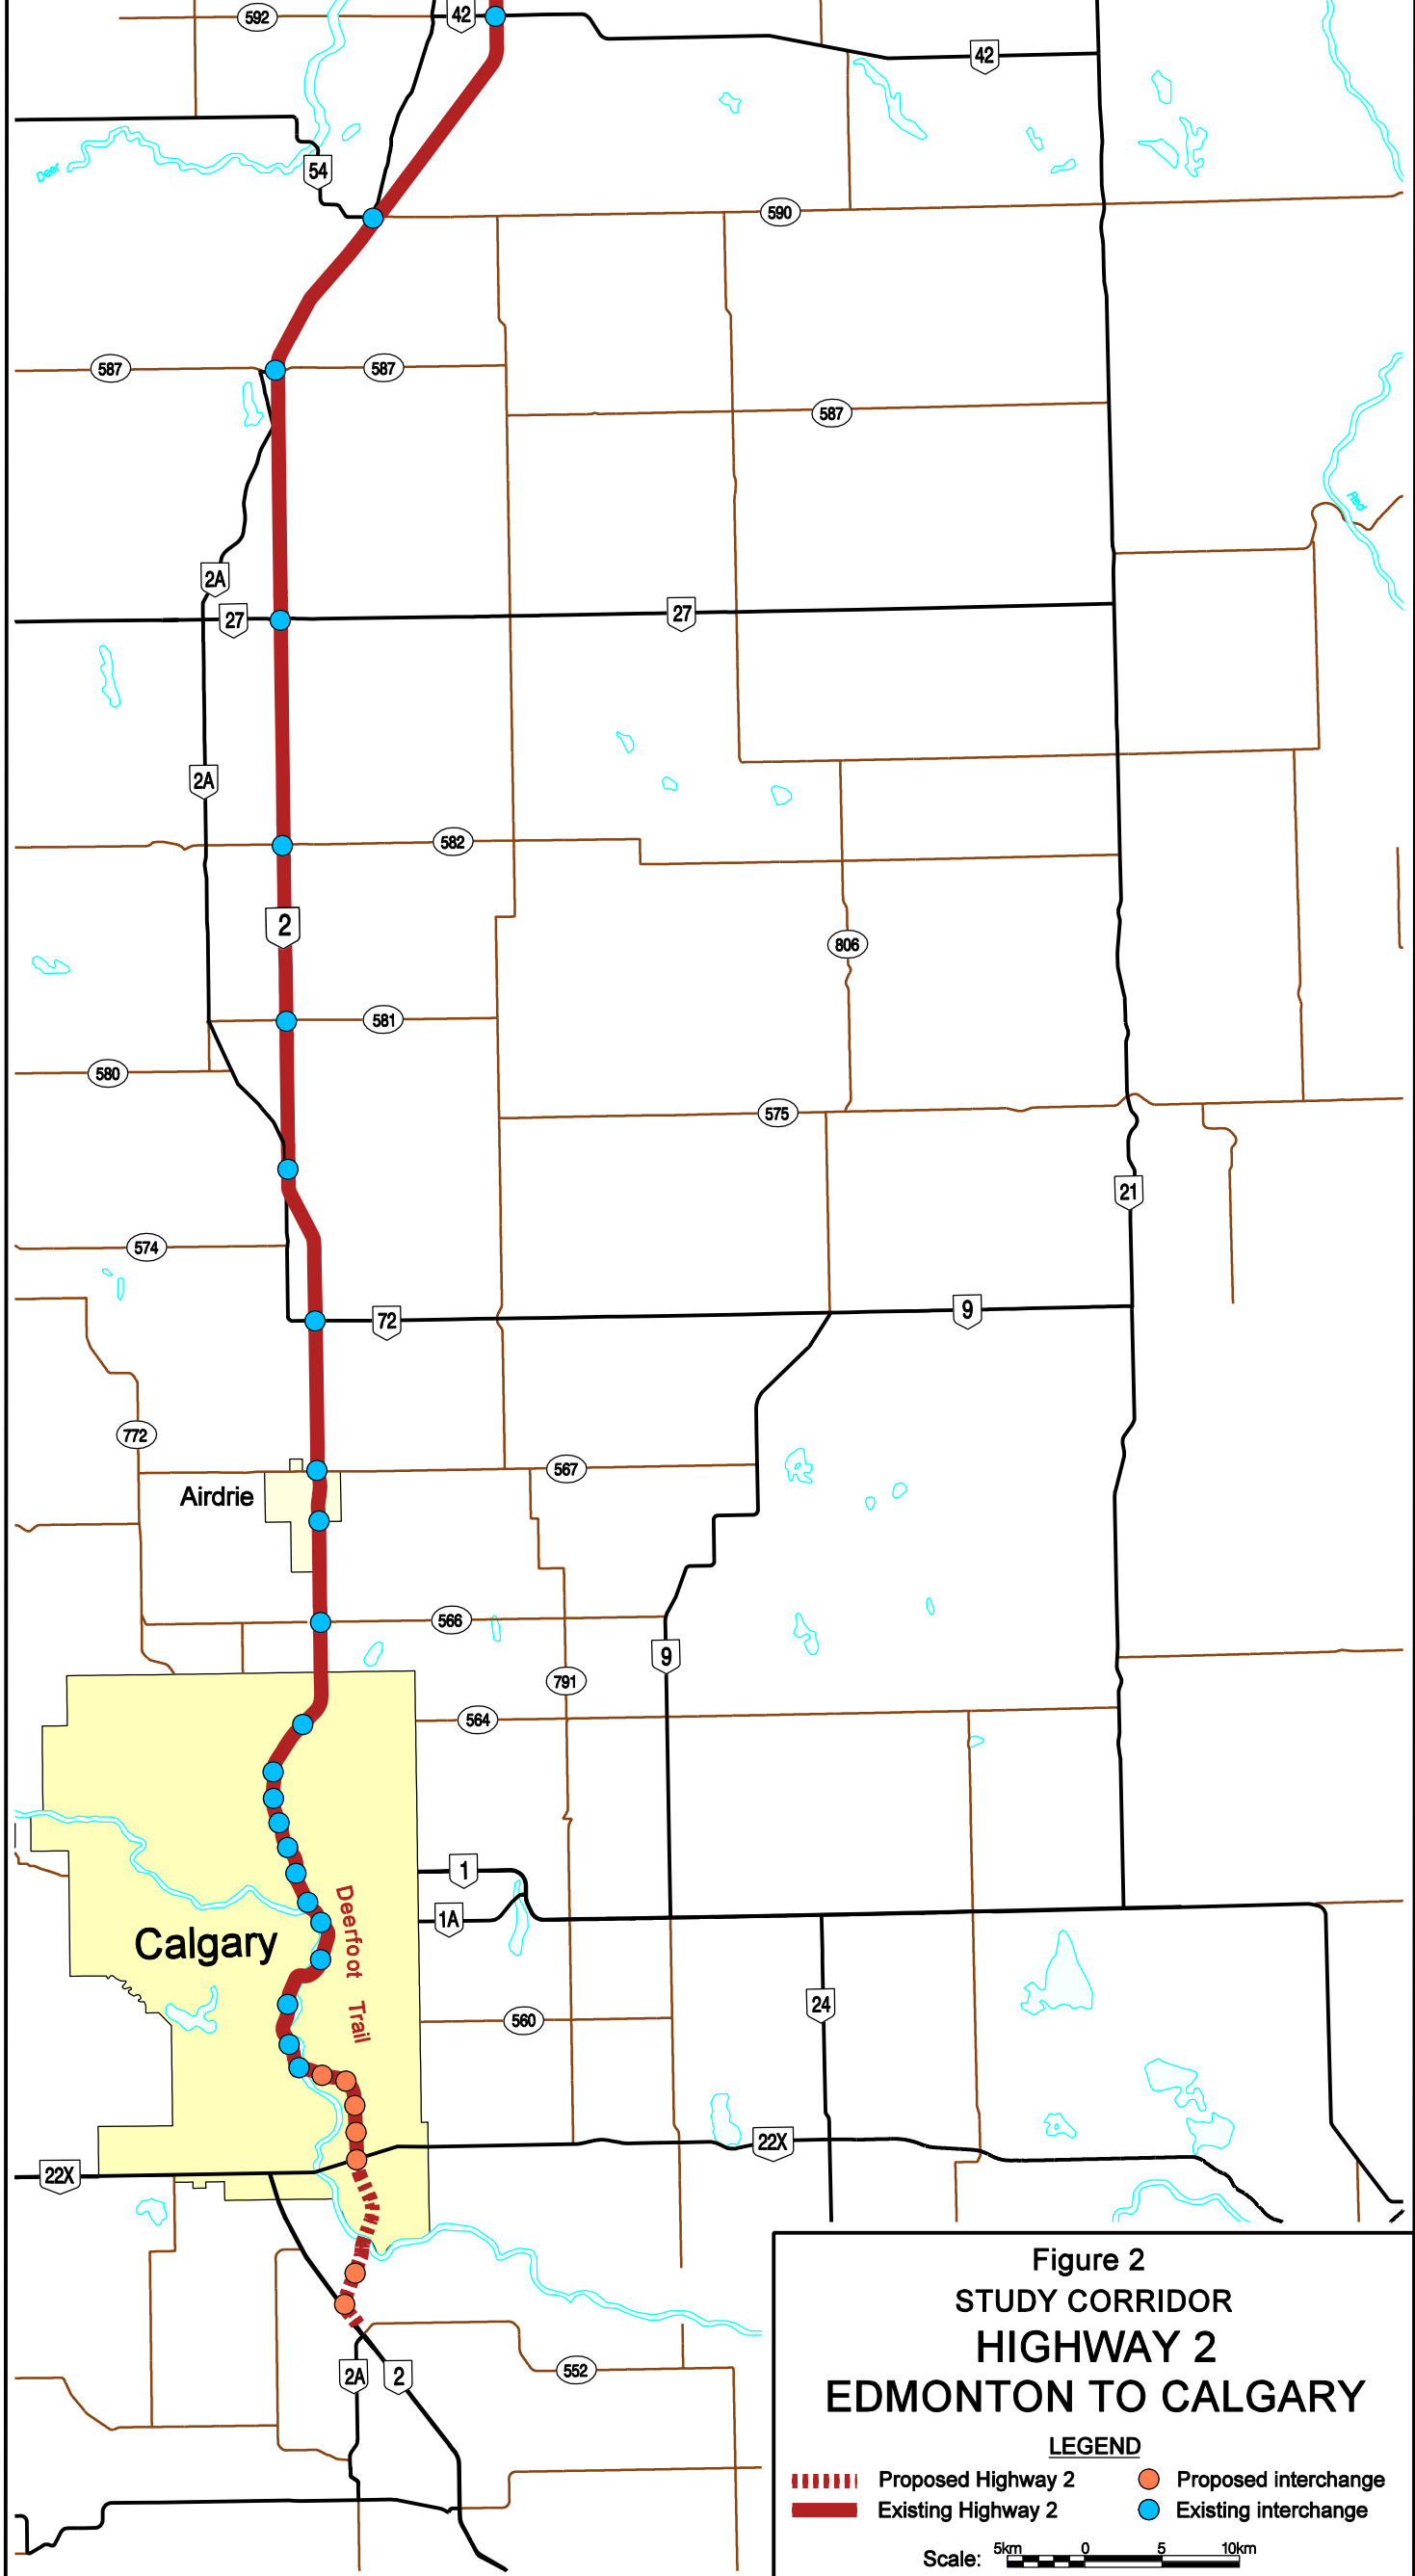 592
42
42
Deer
54
590
587
587
587
Red
2A
27
27
2A
582
2
806
581
580
575
21
574
9
72
772
567
Airdrie
566
9
791
564
1
Deerfoot Trail
1A
Calgary
24
560
22X
22X
2A
2
552
Figure 2
STUDY CORRIDOR
HIGHWAY 2
EDMONTON TO CALGARY
LEGEND
Proposed Highway 2
Proposed interchange
Existing Highway 2
Existing interchange
Scale: 5km 0 5 10km